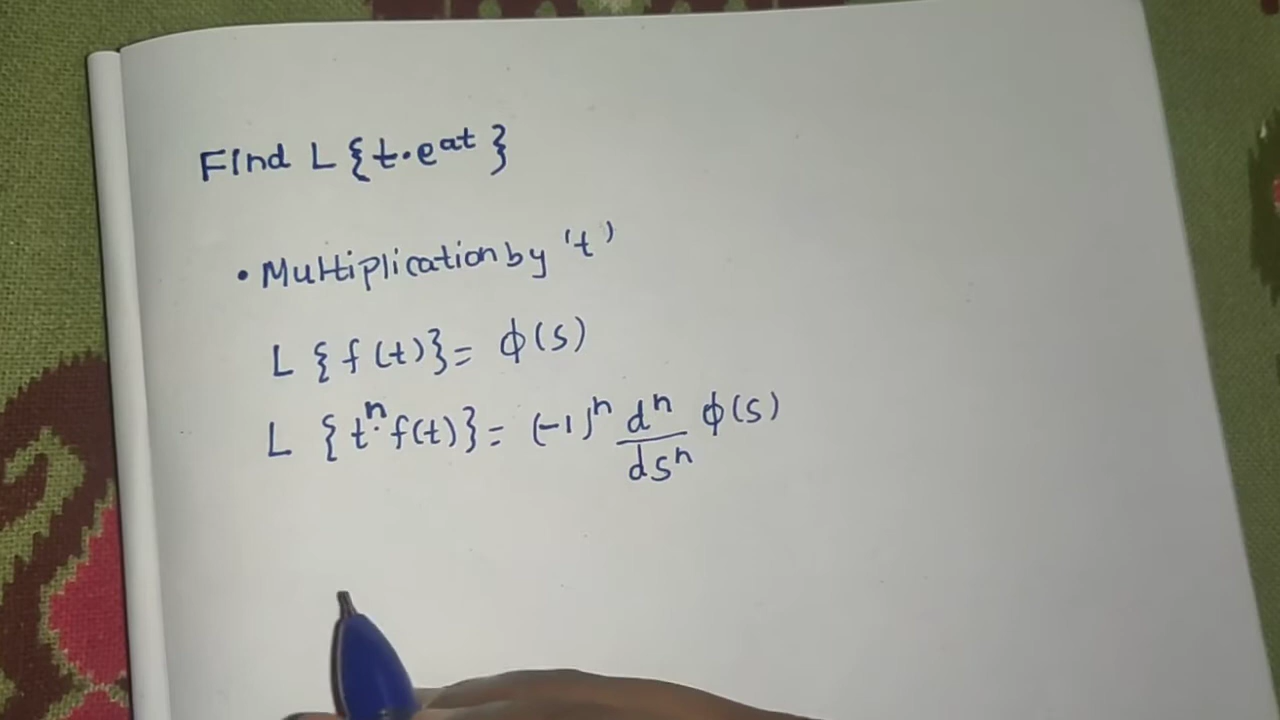 Find L{t.e^at}
• Multiplication by 't'
L {f(t)}= ϕ(s)
L {t^n.f(t)}= (-1)^n d^n/ds^n ϕ(s)